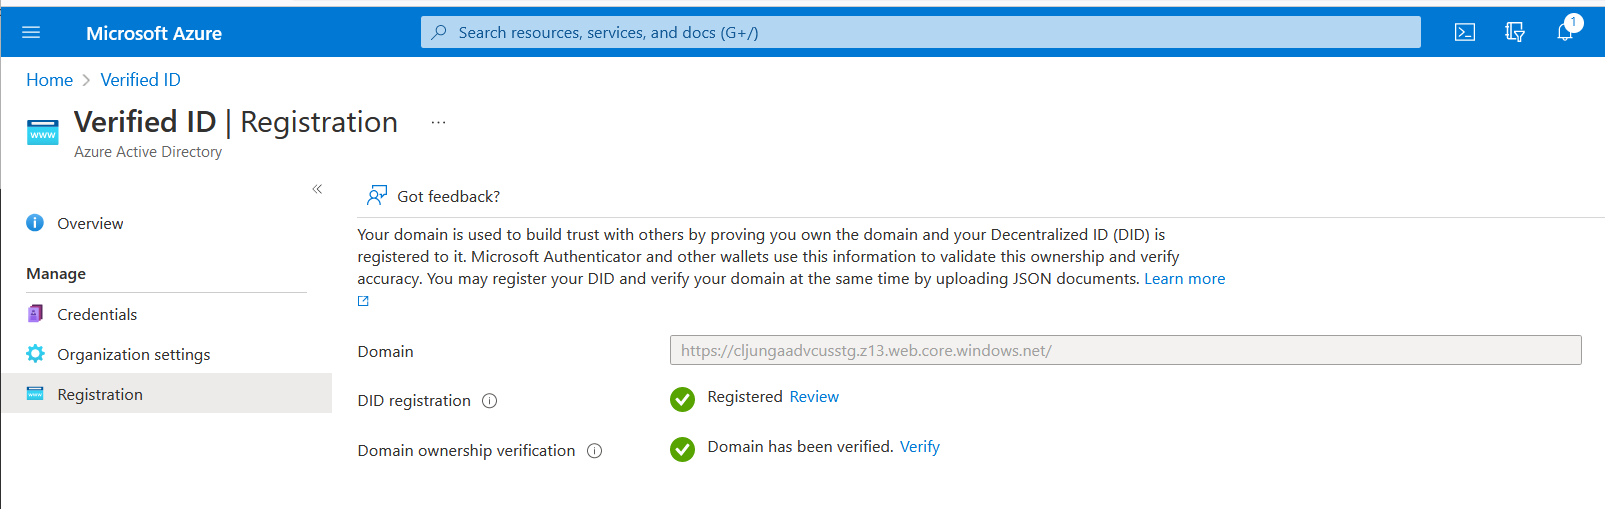 Microsoft Azure
Search resources, services, and docs (G+/)
1
Home > Verified ID
www
Verified ID | Registration ...
Azure Active Directory
«
Got feedback?
Overview
Your domain is used to build trust with others by proving you own the domain and your Decentralized ID (DID) is
registered to it. Microsoft Authenticator and other wallets use this information to validate this ownership and verify
accuracy. You may register your DID and verify your domain at the same time by uploading JSON documents. Learn more
Manage
Credentials
Organization settings
Registration
Domain
https://cljungaadvcusstg.z13.web.core.windows.net/
DID registration
Registered Review
Domain ownership verification
Domain has been verified. Verify